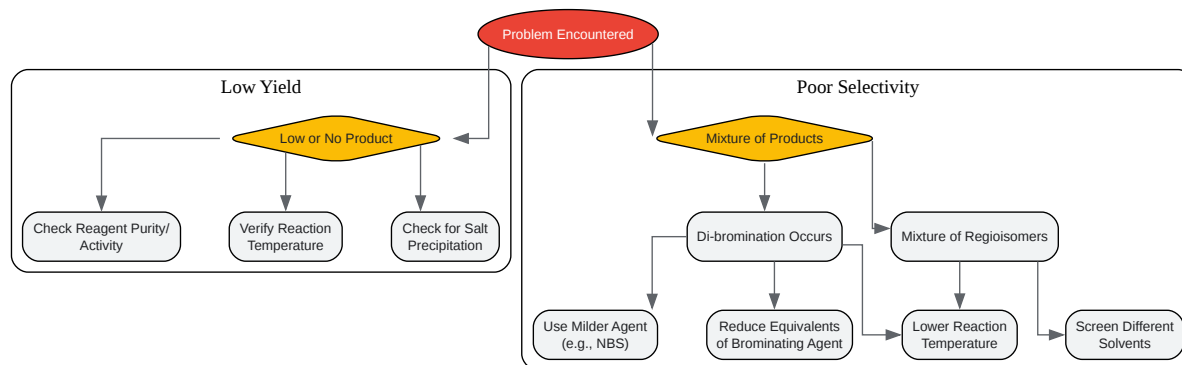 Problem Encountered
Low Yield
Poor Selectivity
Low or No Product
Mixture of Products
Check Reagent Purity/
Activity
Verify Reaction
Temperature
Check for Salt
Precipitation
Di-bromination Occurs
Mixture of Regioisomers
Use Milder Agent
(e.g., NBS)
Reduce Equivalents
of Brominating Agent
Lower Reaction
Temperature
Screen Different
Solvents